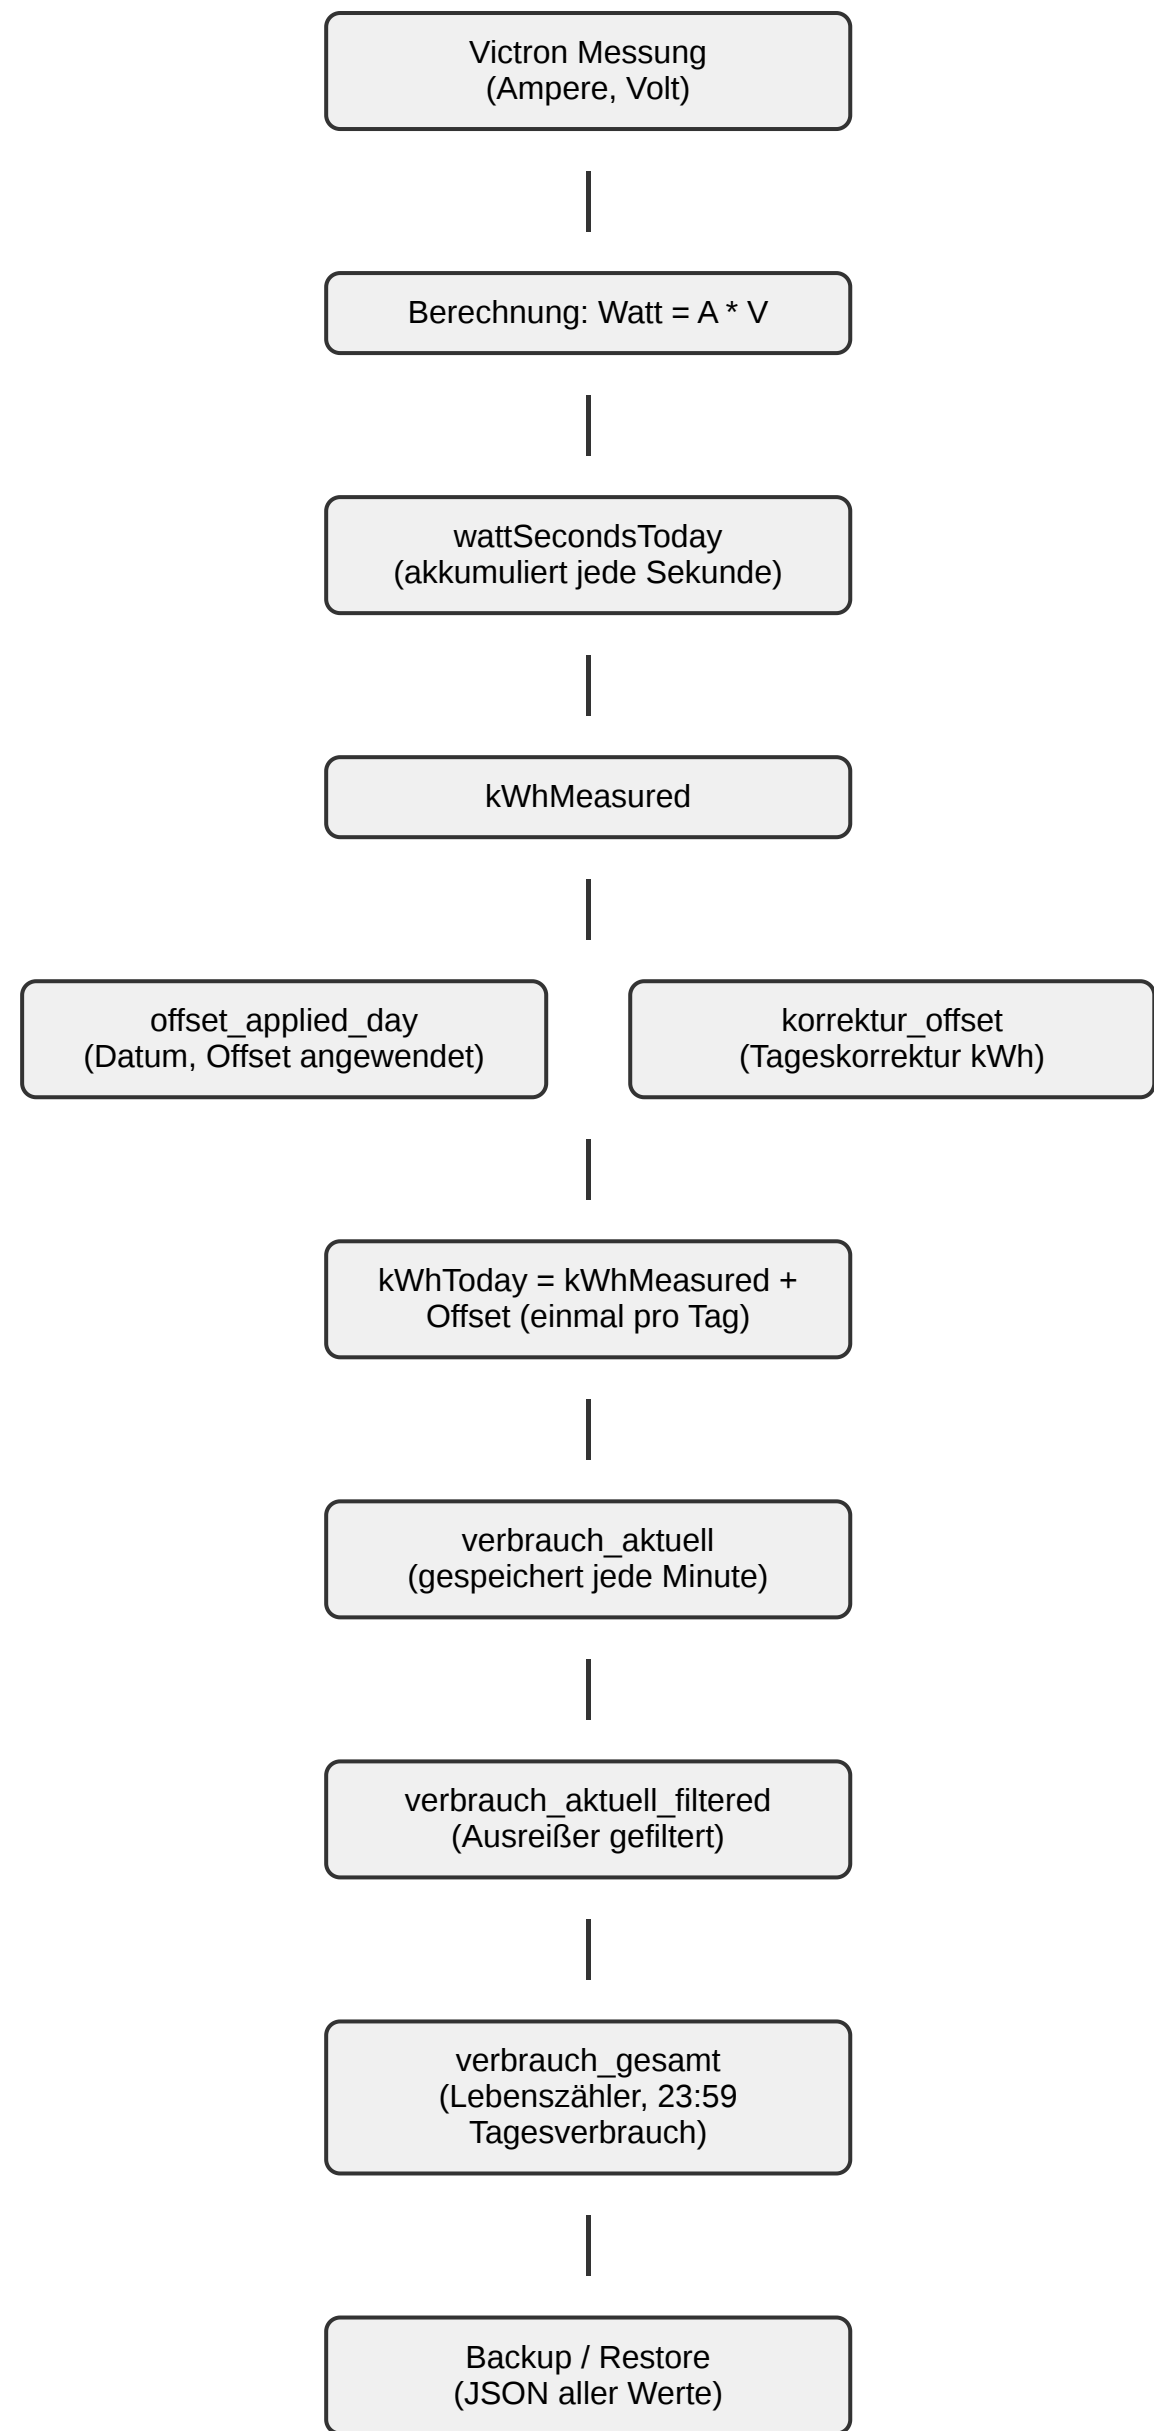 Victron Messung
(Ampere, Volt)
Berechnung: Watt = A * V
wattSecondsToday
(akkumuliert jede Sekunde)
kWhMeasured
offset_applied_day
(Datum, Offset angewendet)
korrektur_offset
(Tageskorrektur kWh)
kWhToday = kWhMeasured +
Offset (einmal pro Tag)
verbrauch_aktuell
(gespeichert jede Minute)
verbrauch_aktuell_filtered
(Ausreißer gefiltert)
verbrauch_gesamt
(Lebenszähler, 23:59
Tagesverbrauch)
Backup / Restore
(JSON aller Werte)